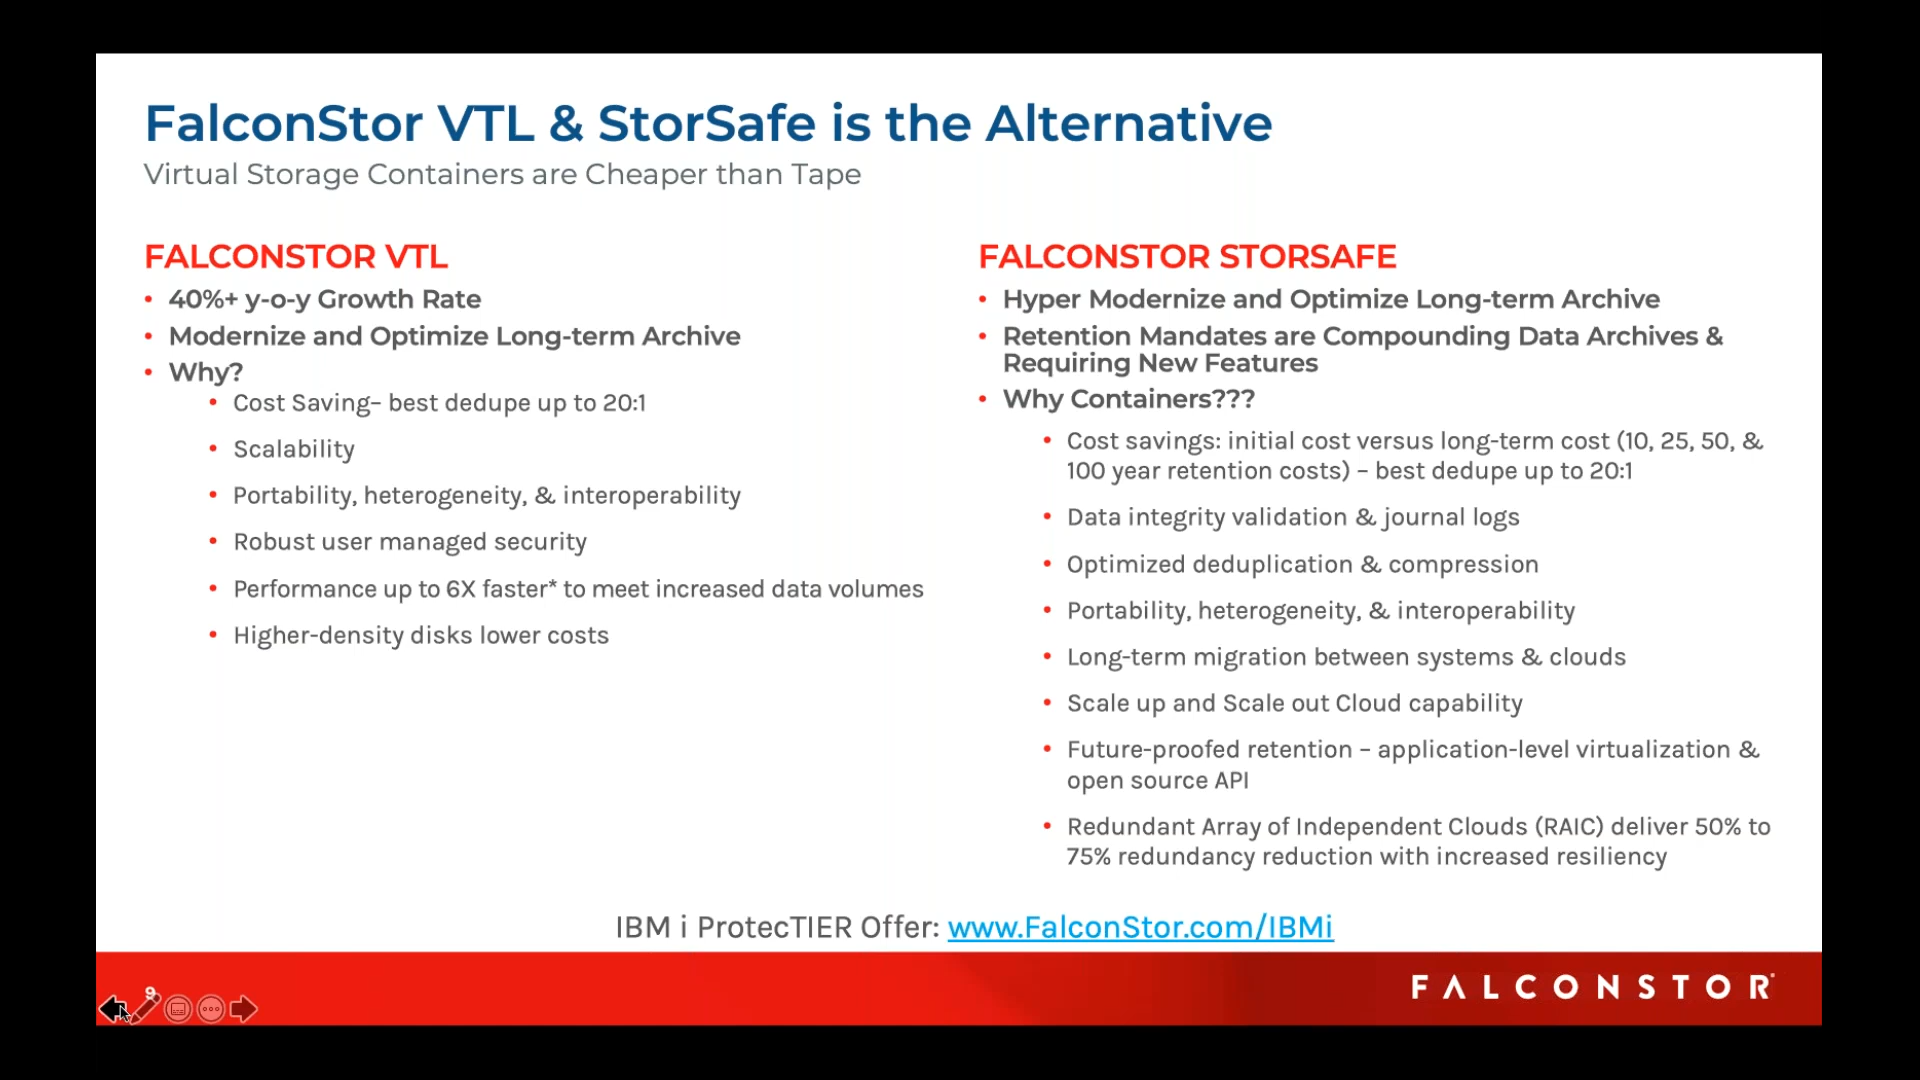 FalconStor VTL & StorSafe is the Alternative
Virtual Storage Containers are Cheaper than Tape
FALCONSTOR VTL
• 40%+ y-o-y Growth Rate
• Modernize and Optimize Long-term Archive
• Why?
• Cost Saving– best dedupe up to 20:1
• Scalability
• Portability, heterogeneity, & interoperability
• Robust user managed security
• Performance up to 6X faster* to meet increased data volumes
• Higher-density disks lower costs
FALCONSTOR STORSAFE
• Hyper Modernize and Optimize Long-term Archive
• Retention Mandates are Compounding Data Archives &
Requiring New Features
• Why Containers???
• Cost savings: initial cost versus long-term cost (10, 25, 50, &
100 year retention costs) – best dedupe up to 20:1
• Data integrity validation & journal logs
• Optimized deduplication & compression
• Portability, heterogeneity, & interoperability
• Long-term migration between systems & clouds
• Scale up and Scale out Cloud capability
• Future-proofed retention – application-level virtualization &
open source API
• Redundant Array of Independent Clouds (RAIC) deliver 50% to
75% redundancy reduction with increased resiliency
IBM i ProtecTIER Offer: www.FalconStor.com/IBMi
9
FALCONSTOR